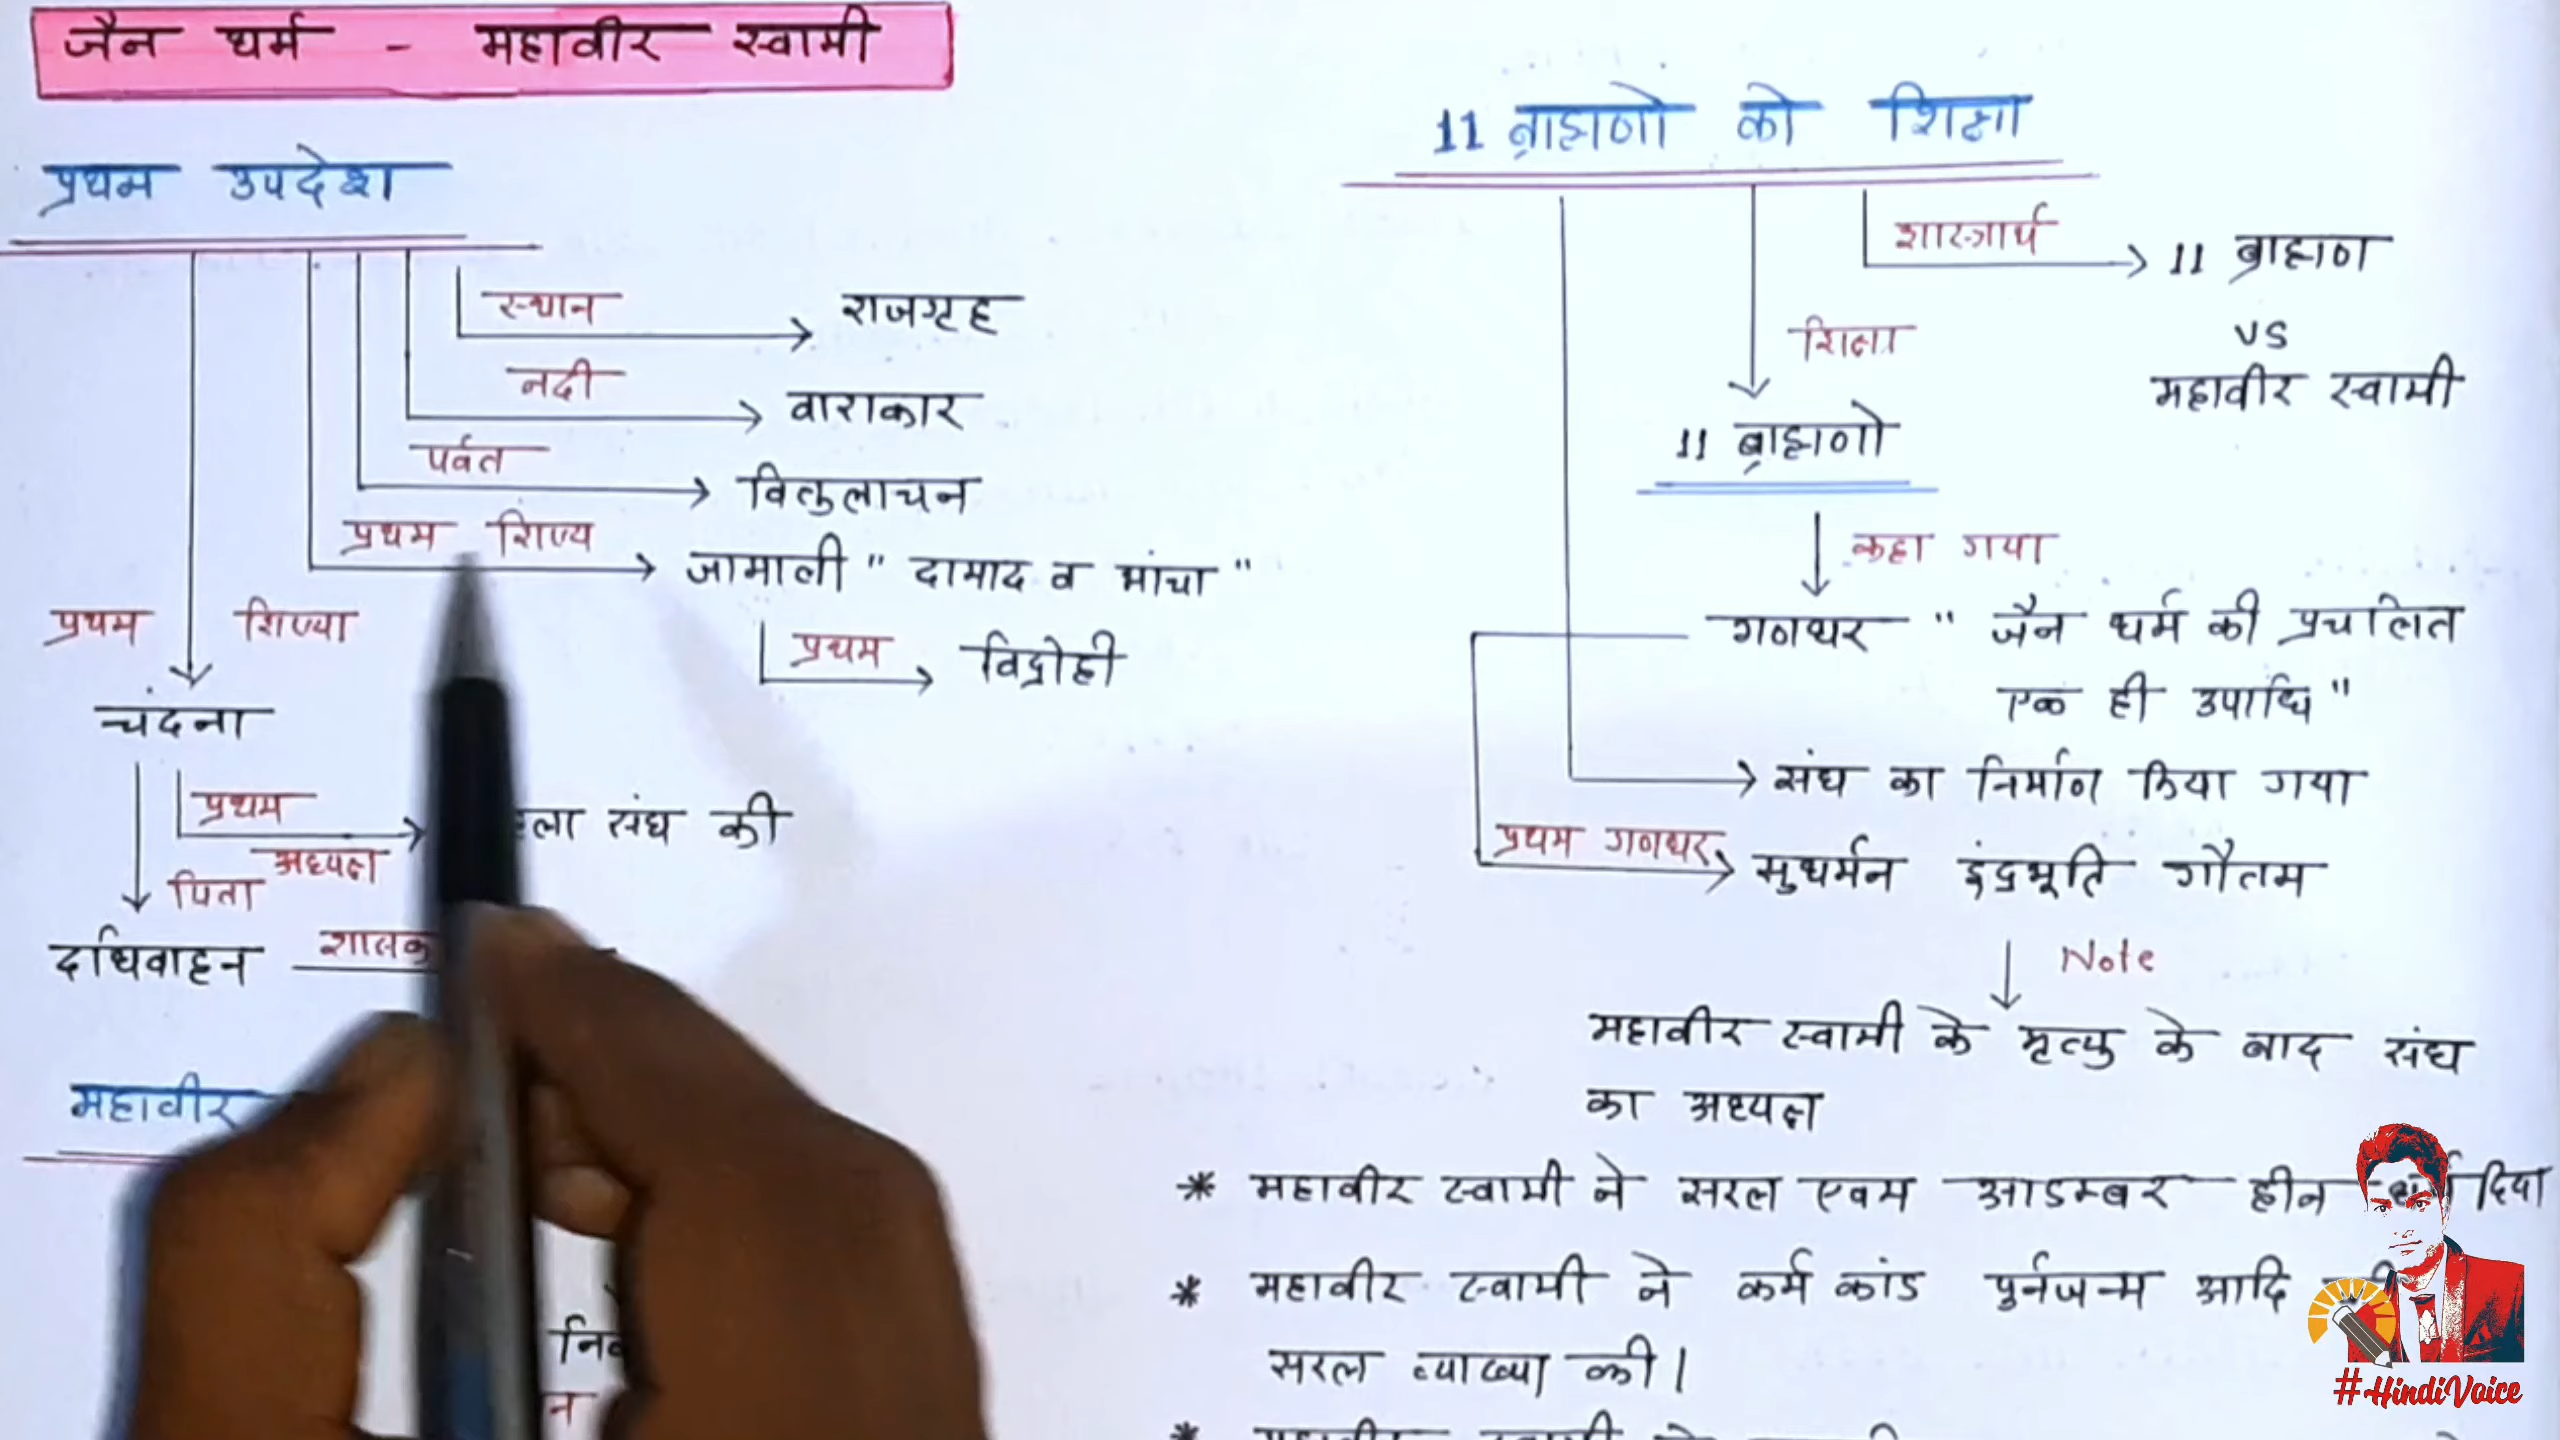 जैन धर्म - महावीर स्वामी
प्रथम उपदेश
स्थान
राजगृह
नदी
वाराकार
पर्वत
वितुलाचन
प्रथम शिष्य
जामाली " दामाद व भांचा "
प्रथम
विद्रोही
प्रथम शिष्या
चंदना
प्रथम
अध्यक्ष
संघ की
पिता
दधिवाहन
महावीर
11 ब्राह्मणो को शिक्षा
शास्त्रार्थ
11 ब्राह्मण
vs
महावीर स्वामी
शिक्षा
11 ब्राह्मणो
कहा गया
गणधर " जैन धर्म की प्रचलित
एक ही उपाधि "
संघ का निर्माण किया गया
प्रथम गणधर
सुधर्मन इंद्रभूति गौतम
Note
महावीर स्वामी के मृत्यु के बाद संघ
का अध्यक्ष
* महावीर स्वामी ने सरल एवम आडम्बर हीन दिया
* महावीर स्वामी ने कर्म कांड पुर्नजन्म आदि
सरल व्याख्या की।
#HindiVoice